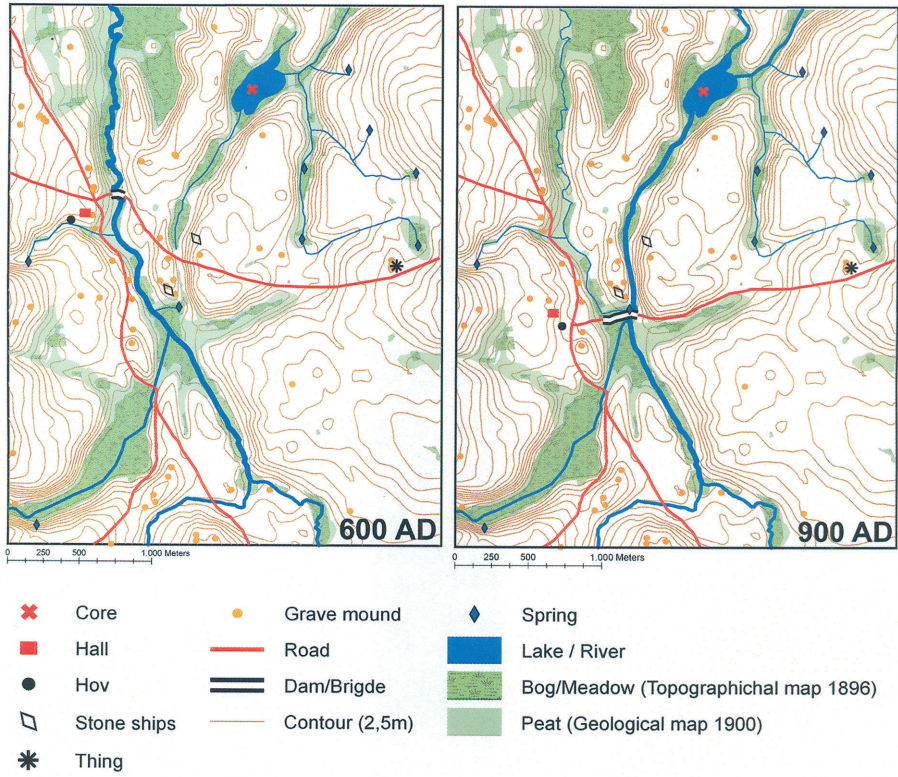 600 AD
900 AD
0 250 500 1.000 Meters
0 250 500 1.000 Meters
Core
Hall
Hov
Stone ships
Thing
Grave mound
Road
Dam/Brigde
Contour (2,5m)
Spring
Lake / River
Bog/Meadow (Topographichal map 1896)
Peat (Geological map 1900)